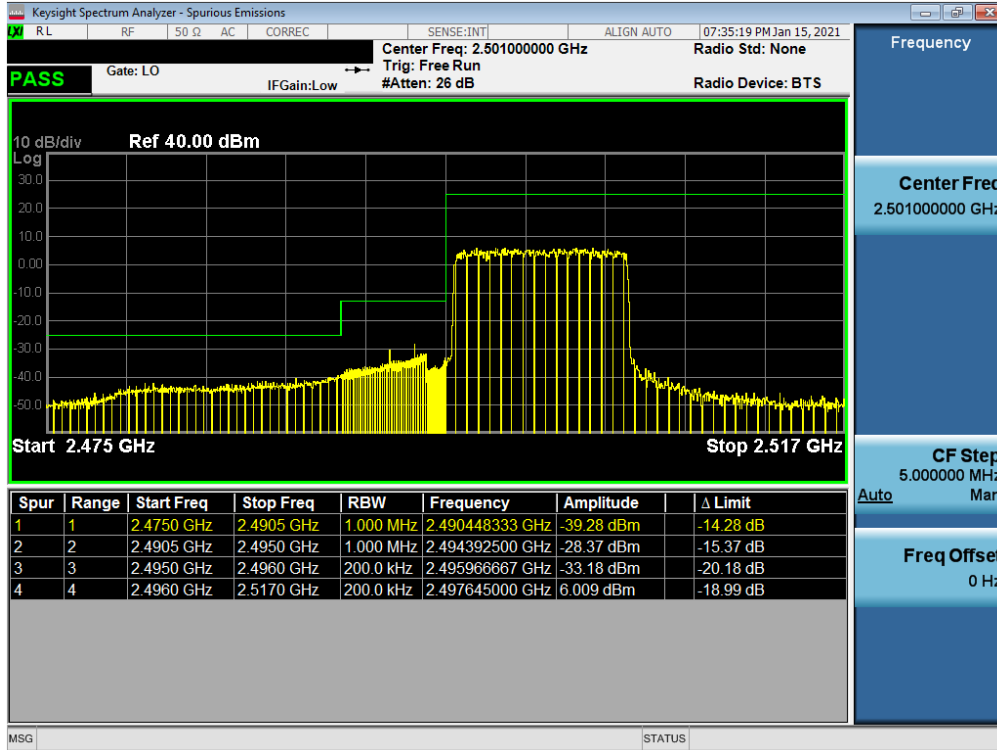 Keysight Spectrum Analyzer - Spurious Emissions
LXI RL RF 50 Ω AC CORREC SENSE:INT ALIGN AUTO 07:35:19 PM Jan 15, 2021
Center Freq: 2.501000000 GHz Radio Std: None
Trig: Free Run
PASS Gate: LO IFGain:Low #Atten: 26 dB Radio Device: BTS
Frequency
10 dB/div Ref 40.00 dBm
Log
30.0
20.0
10.0
0.00
-10.0
-20.0
-30.0
-40.0
-50.0
Start 2.475 GHz Stop 2.517 GHz
Center Freq
2.501000000 GHz
CF Step
5.000000 MHz
Auto Man
Freq Offset
0 Hz
Spur Range Start Freq Stop Freq RBW Frequency Amplitude Δ Limit
1 1 2.4750 GHz 2.4905 GHz 1.000 MHz 2.490448333 GHz -39.28 dBm -14.28 dB
2 2 2.4905 GHz 2.4950 GHz 1.000 MHz 2.494392500 GHz -28.37 dBm -15.37 dB
3 3 2.4950 GHz 2.4960 GHz 200.0 kHz 2.495966667 GHz -33.18 dBm -20.18 dB
4 4 2.4960 GHz 2.5170 GHz 200.0 kHz 2.497645000 GHz 6.009 dBm -18.99 dB
MSG STATUS